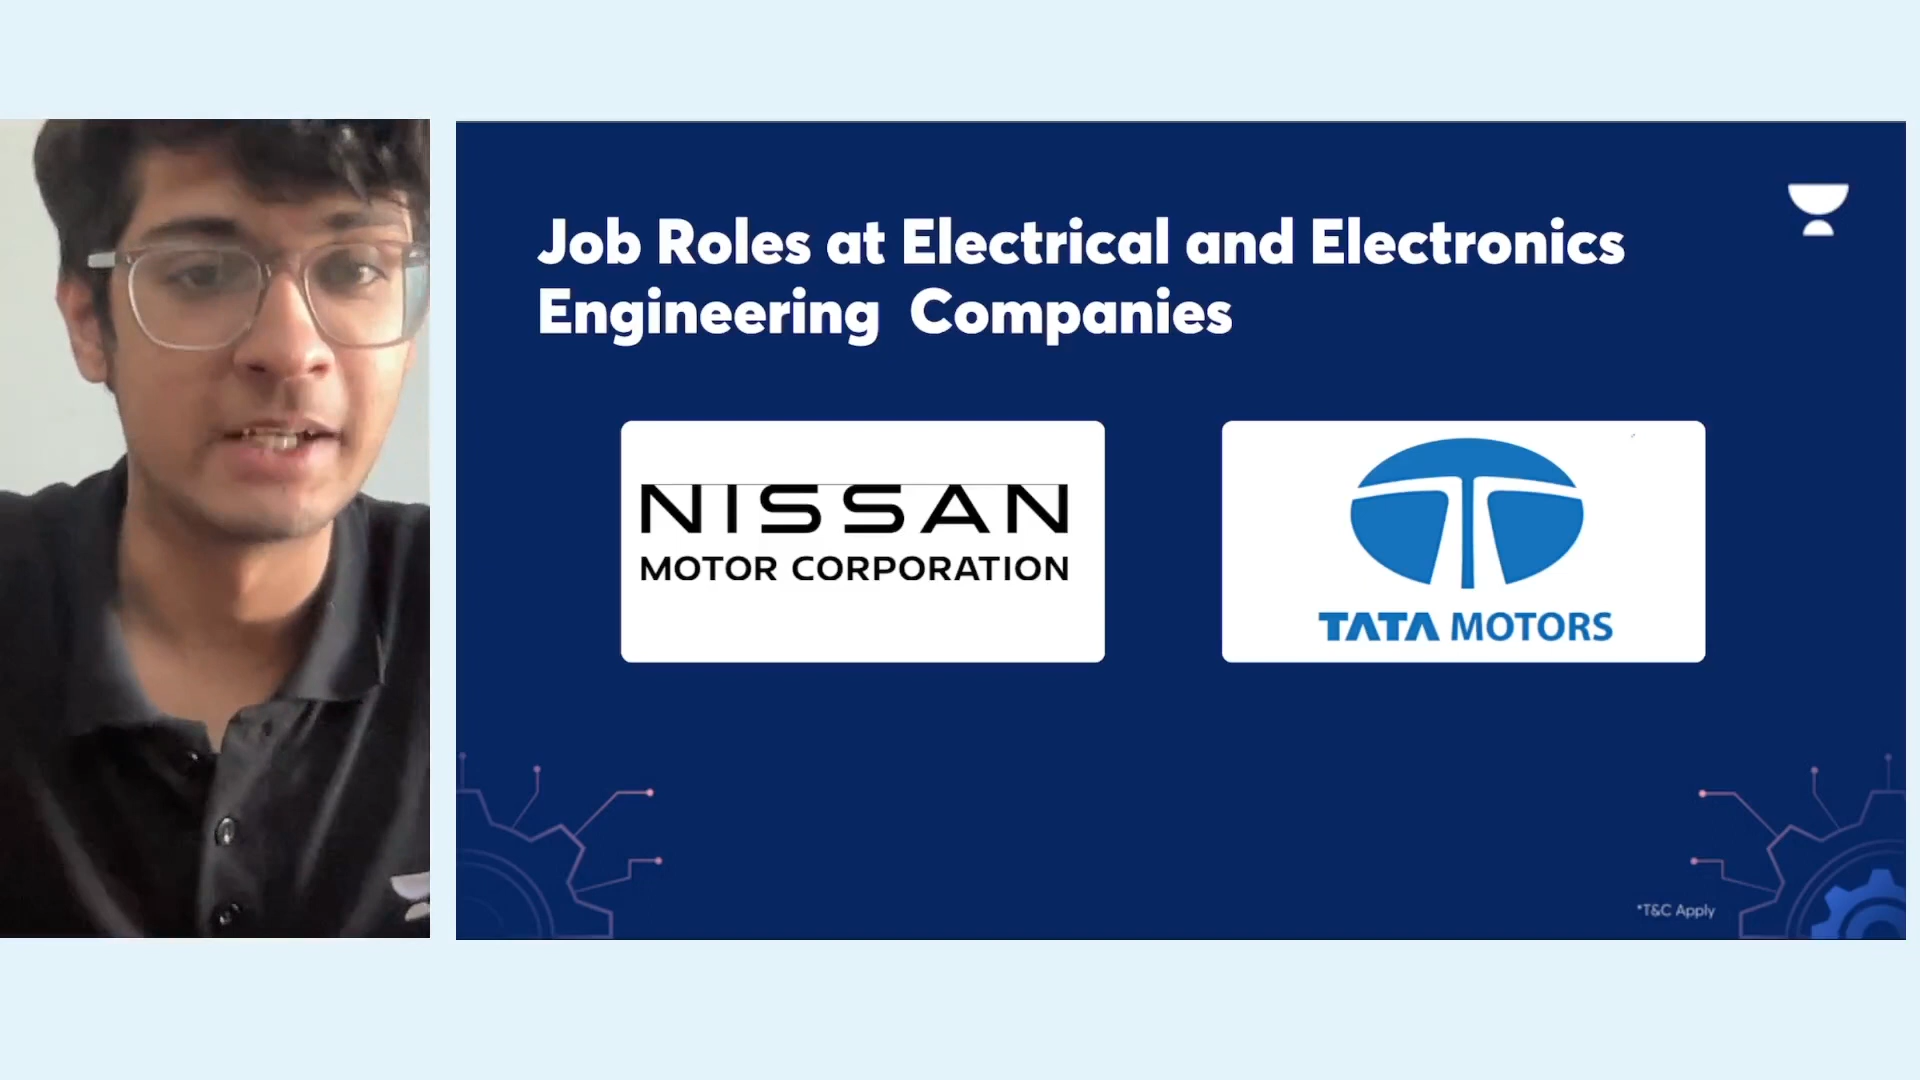 Job Roles at Electrical and Electronics
Engineering Companies
NISSAN
MOTOR CORPORATION
TATA MOTORS
*T&C Apply